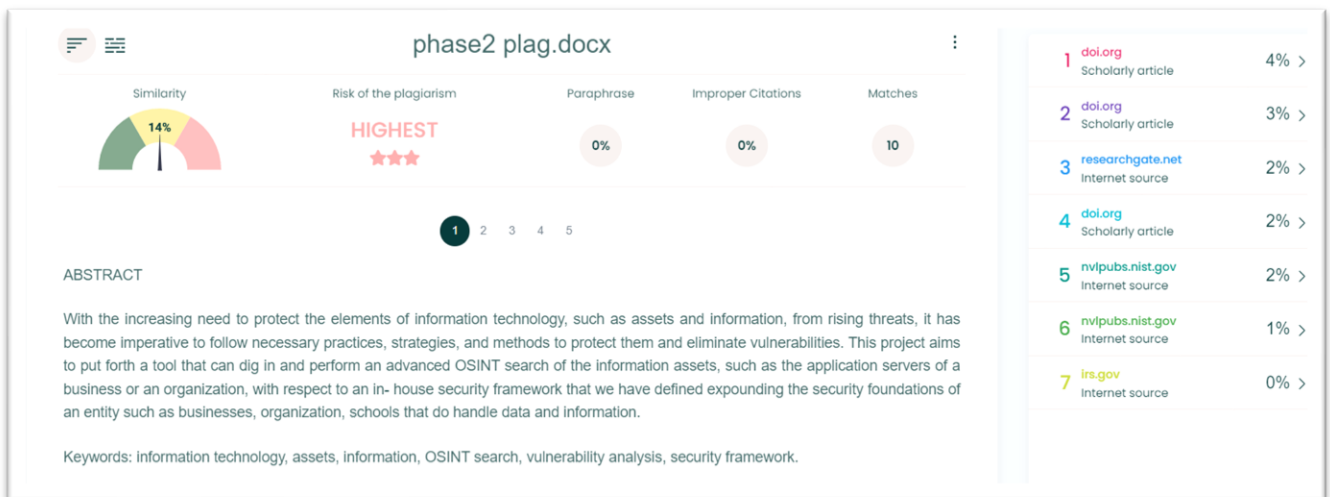 phase2 plag.docx
Similarity
14%
Risk of the plagiarism
HIGHEST
Paraphrase
0%
Improper Citations
0%
Matches
10
1 2 3 4 5
ABSTRACT
With the increasing need to protect the elements of information technology, such as assets and information, from rising threats, it has
become imperative to follow necessary practices, strategies, and methods to protect them and eliminate vulnerabilities. This project aims
to put forth a tool that can dig in and perform an advanced OSINT search of the information assets, such as the application servers of a
business or an organization, with respect to an in- house security framework that we have defined expounding the security foundations of
an entity such as businesses, organization, schools that do handle data and information.
Keywords: information technology, assets, information, OSINT search, vulnerability analysis, security framework.
1 doi.org 4% >
Scholarly article
2 doi.org 3% >
Scholarly article
3 researchgate.net 2% >
Internet source
4 doi.org 2% >
Scholarly article
5 nvlpubs.nist.gov 2% >
Internet source
6 nvlpubs.nist.gov 1% >
Internet source
7 irs.gov 0% >
Internet source